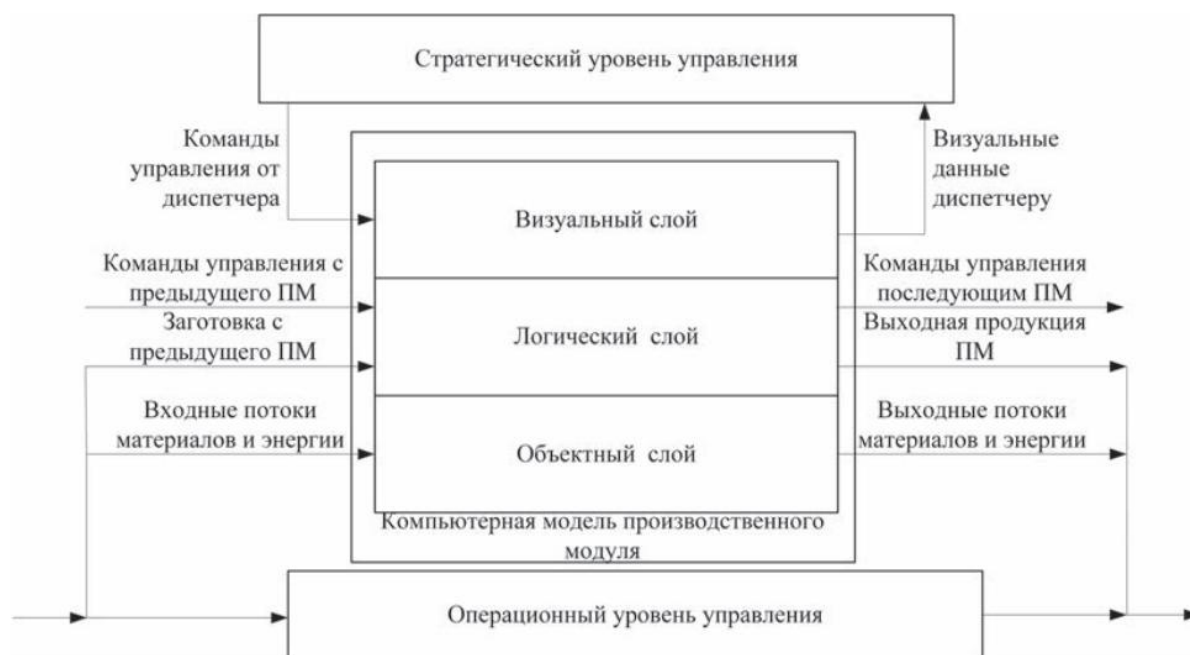 Стратегический уровень управления
Команды
управления от
диспетчера
Визуальные
данные
диспетчеру
Визуальный слой
Команды управления с
предыдущего ПМ
Команды управления
последующим ПМ
Заготовка с
предыдущего ПМ
Логический слой
Выходная продукция
ПМ
Входные потоки
материалов и энергии
Объектный слой
Выходные потоки
материалов и энергии
Компьютерная модель производственного
модуля
Операционный уровень управления